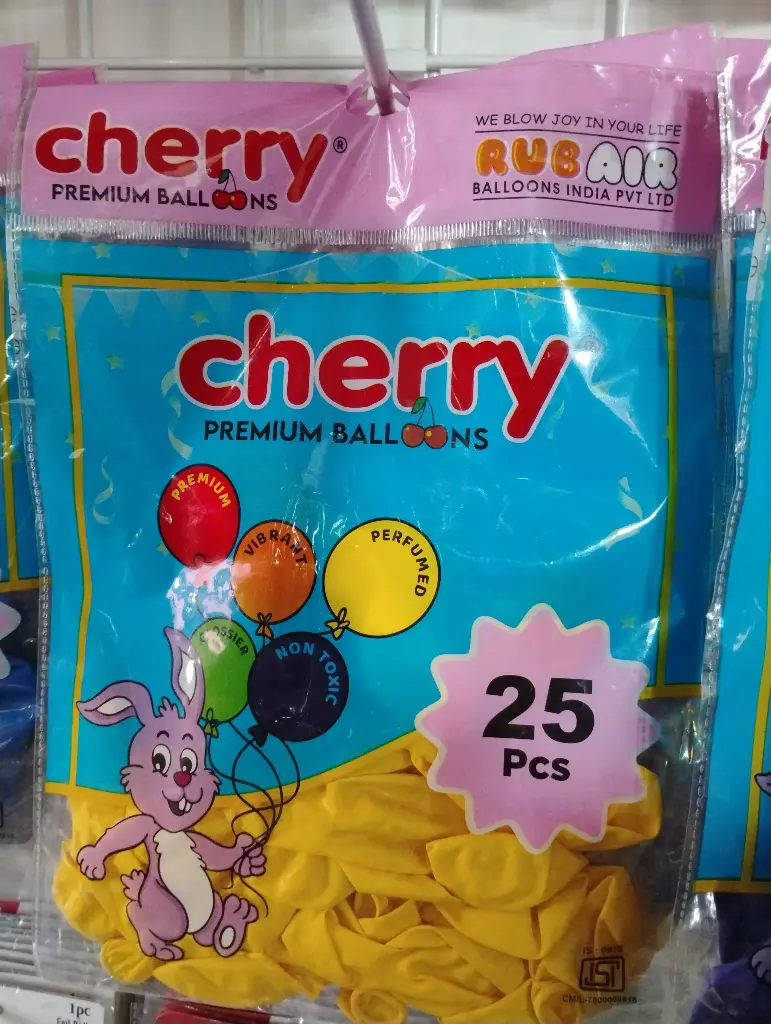 cherry®
PREMIUM BALLOONS
WE BLOW JOY IN YOUR LIFE
RUB AIR
BALLOONS INDIA PVT LTD
cherry
PREMIUM BALLOONS
PREMIUM
VIBRANT
PERFUMED
GLOSSIER
NON TOXIC
25
Pcs
ISI
1pc